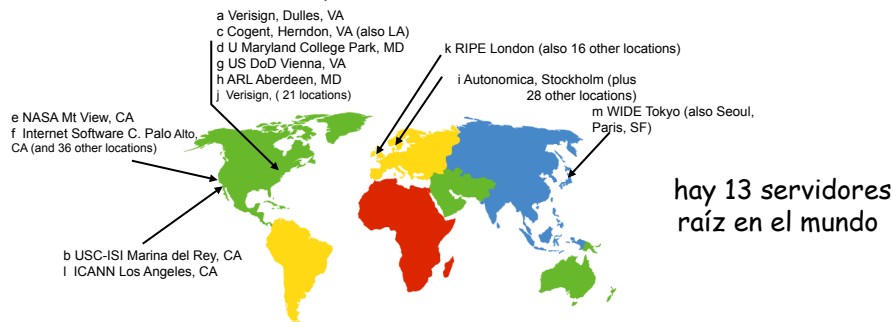 a Verisign, Dulles, VA
c Cogent, Herndon, VA (also LA)
d U Maryland College Park, MD
g US DoD Vienna, VA
h ARL Aberdeen, MD
j Verisign, ( 21 locations)
k RIPE London (also 16 other locations)
i Autonomica, Stockholm (plus
28 other locations)
m WIDE Tokyo (also Seoul,
Paris, SF)
e NASA Mt View, CA
f Internet Software C. Palo Alto,
CA (and 36 other locations)
hay 13 servidores
raíz en el mundo
b USC-ISI Marina del Rey, CA
l ICANN Los Angeles, CA